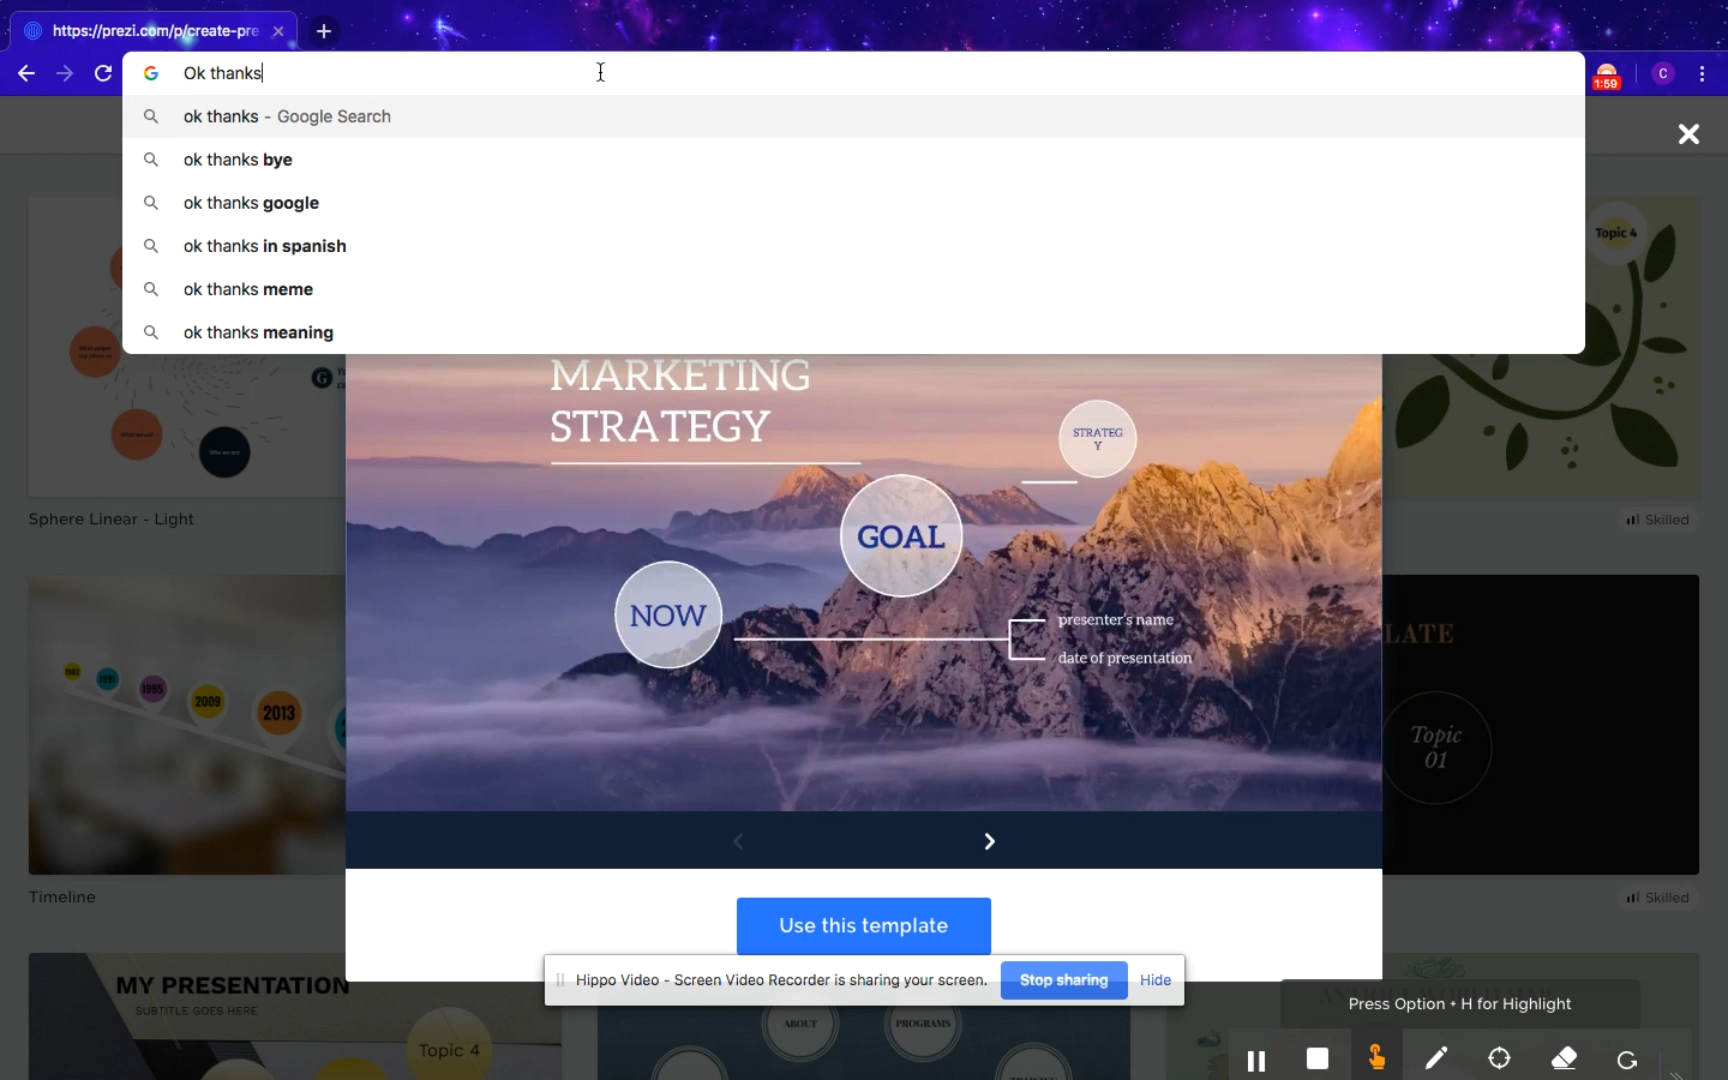 https://prezi.com/p/create-pre
Ok thanks
1:59
C
ok thanks - Google Search
ok thanks bye
ok thanks google
ok thanks in spanish
ok thanks meme
ok thanks meaning
Topic 4
G
MARKETING
STRATEGY
STRATEG
Y
GOAL
NOW
presenter's name
date of presentation
Who we are
Sphere Linear - Light
Skilled
1995
2009
2013
LATE
Topic
01
Timeline
Skilled
Use this template
MY PRESENTATION
SUBTITLE GOES HERE
Topic 4
Hippo Video - Screen Video Recorder is sharing your screen.
Stop sharing
Hide
ABOUT
PROGRAMS
Press Option + H for Highlight